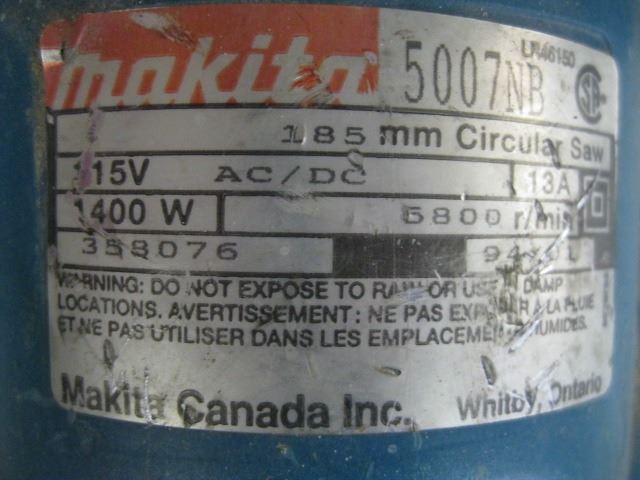 makita 5007NB
185mm Circular Saw
115V AC/DC 13A
1400 W 5800 r/min
358076
WARNING: DO NOT EXPOSE TO RAIN OR USE IN DAMP
LOCATIONS. AVERTISSEMENT: NE PAS EXPOSER A LA PLUIE
ET NE PAS UTILISER DANS LES EMPLACEMENTS HUMIDES.
Makita Canada Inc. Whitby, Ontario